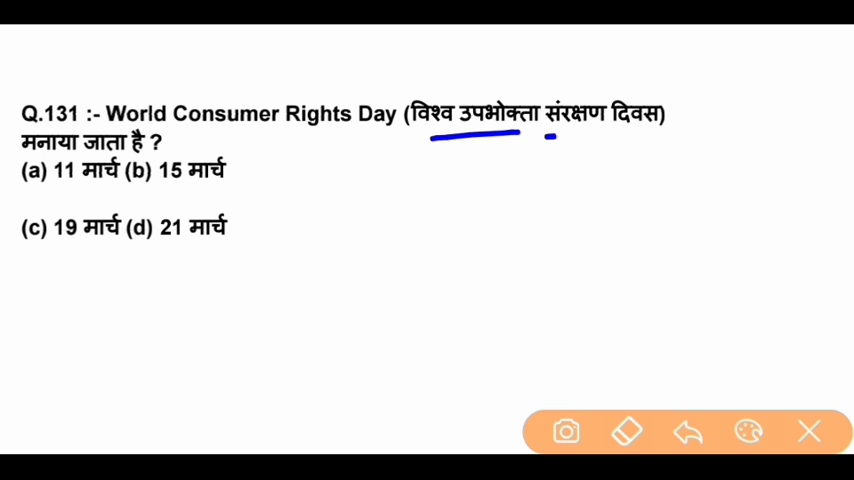 Q.131 :- World Consumer Rights Day (विश्व उपभोक्ता संरक्षण दिवस)
मनाया जाता है ?
(a) 11 मार्च (b) 15 मार्च
(c) 19 मार्च (d) 21 मार्च